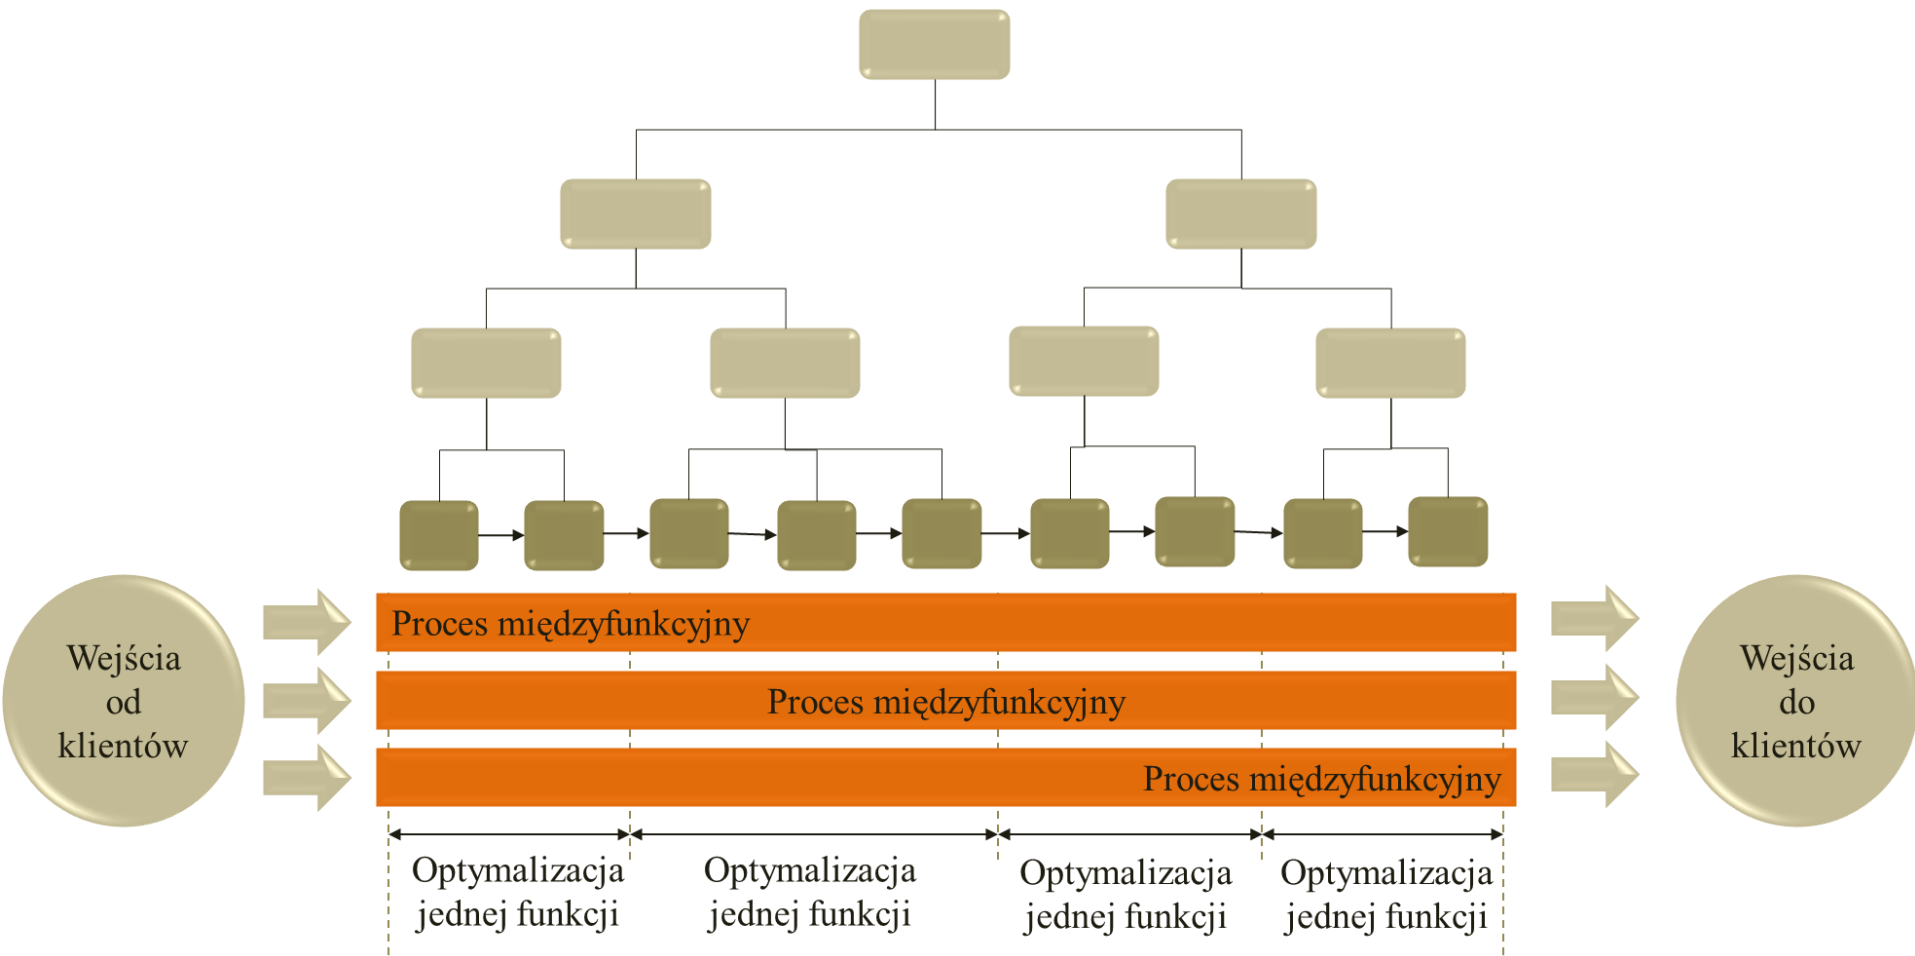 Proces międzyfunkcyjny
Wejścia
od
klientów
Proces międzyfunkcyjny
Wejścia
do
klientów
Proces międzyfunkcyjny
Optymalizacja
jednej funkcji
Optymalizacja
jednej funkcji
Optymalizacja
jednej funkcji
Optymalizacja
jednej funkcji